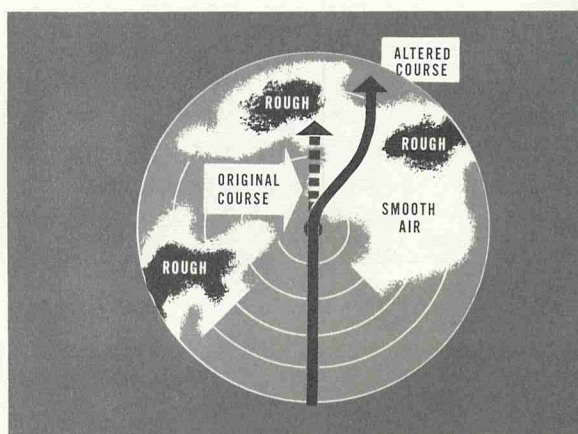 ALTERED
COURSE
ROUGH
ROUGH
ORIGINAL
COURSE
SMOOTH
AIR
ROUGH